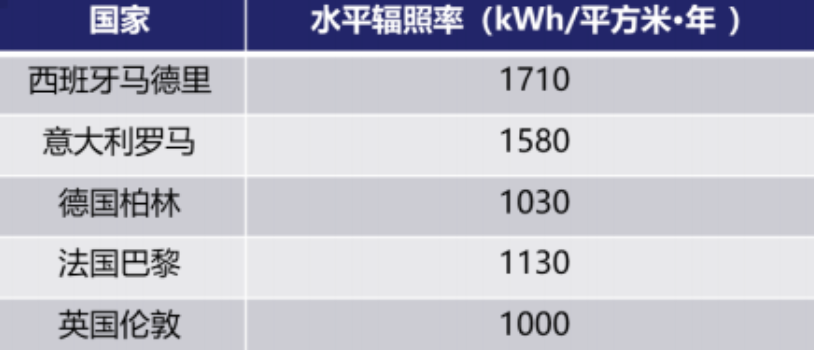 国家 水平辐照率（kWh/平方米•年 ）
西班牙马德里 1710
意大利罗马 1580
德国柏林 1030
法国巴黎 1130
英国伦敦 1000